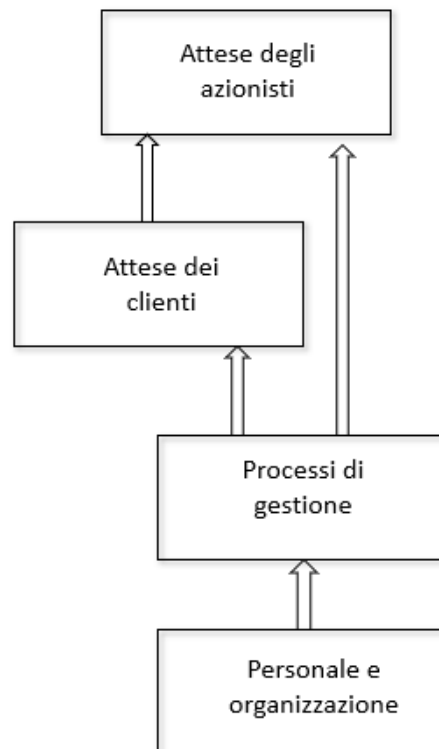 Attese degli
azionisti
Attese dei
clienti
Processi di
gestione
Personale e
organizzazione